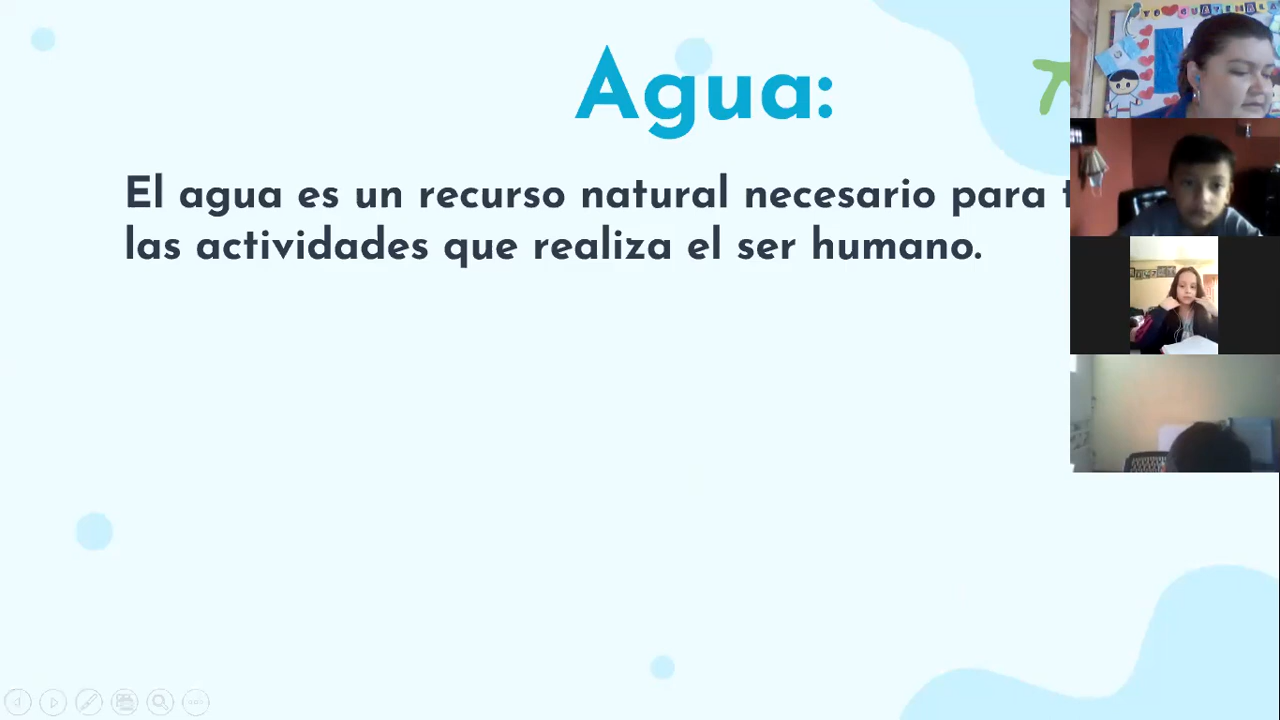 Agua:
El agua es un recurso natural necesario para
las actividades que realiza el ser humano.